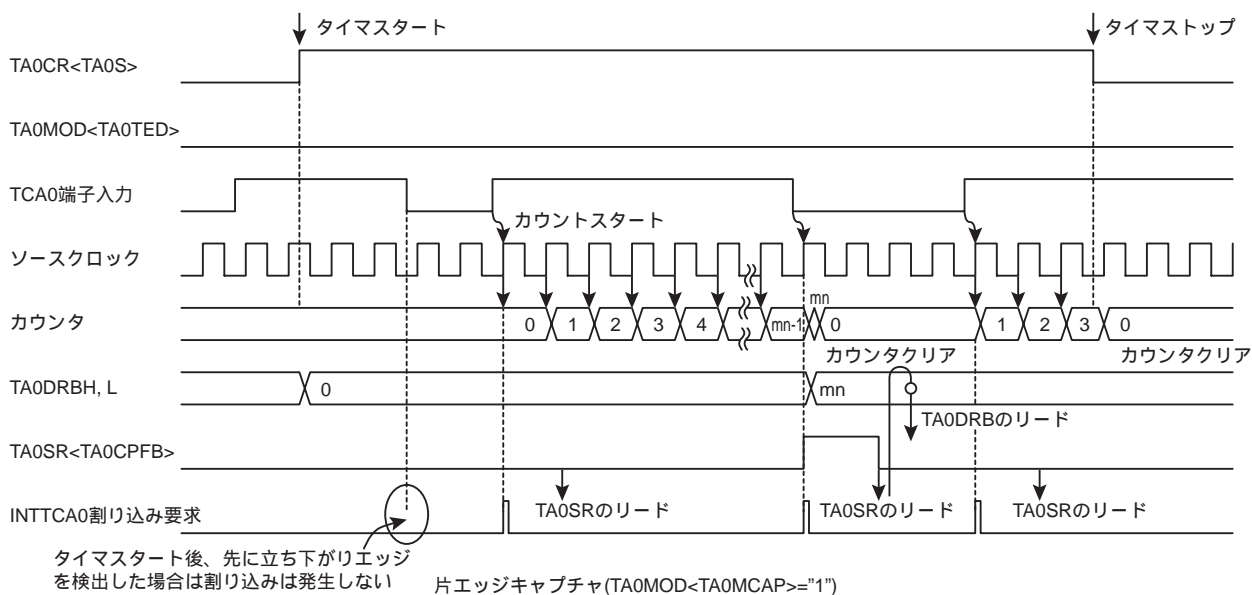 タイマスタート
タイマストップ
TA0CR<TA0S>
TA0MOD<TA0TED>
TCA0端子入力
カウントスタート
ソースクロック
カウンタ
0 1 2 3 4 mn-1 mn 0 1 2 3 0
カウンタクリア
カウンタクリア
TA0DRBH, L
0
mn
TA0DRBのリード
TA0SR<TA0CPFB>
TA0SRのリード
TA0SRのリード
TA0SRのリード
INTTCA0割り込み要求
タイマスタート後、先に立ち下がりエッジ
を検出した場合は割り込みは発生しない
片エッジキャプチャ(TA0MOD<TA0MCAP>="1")